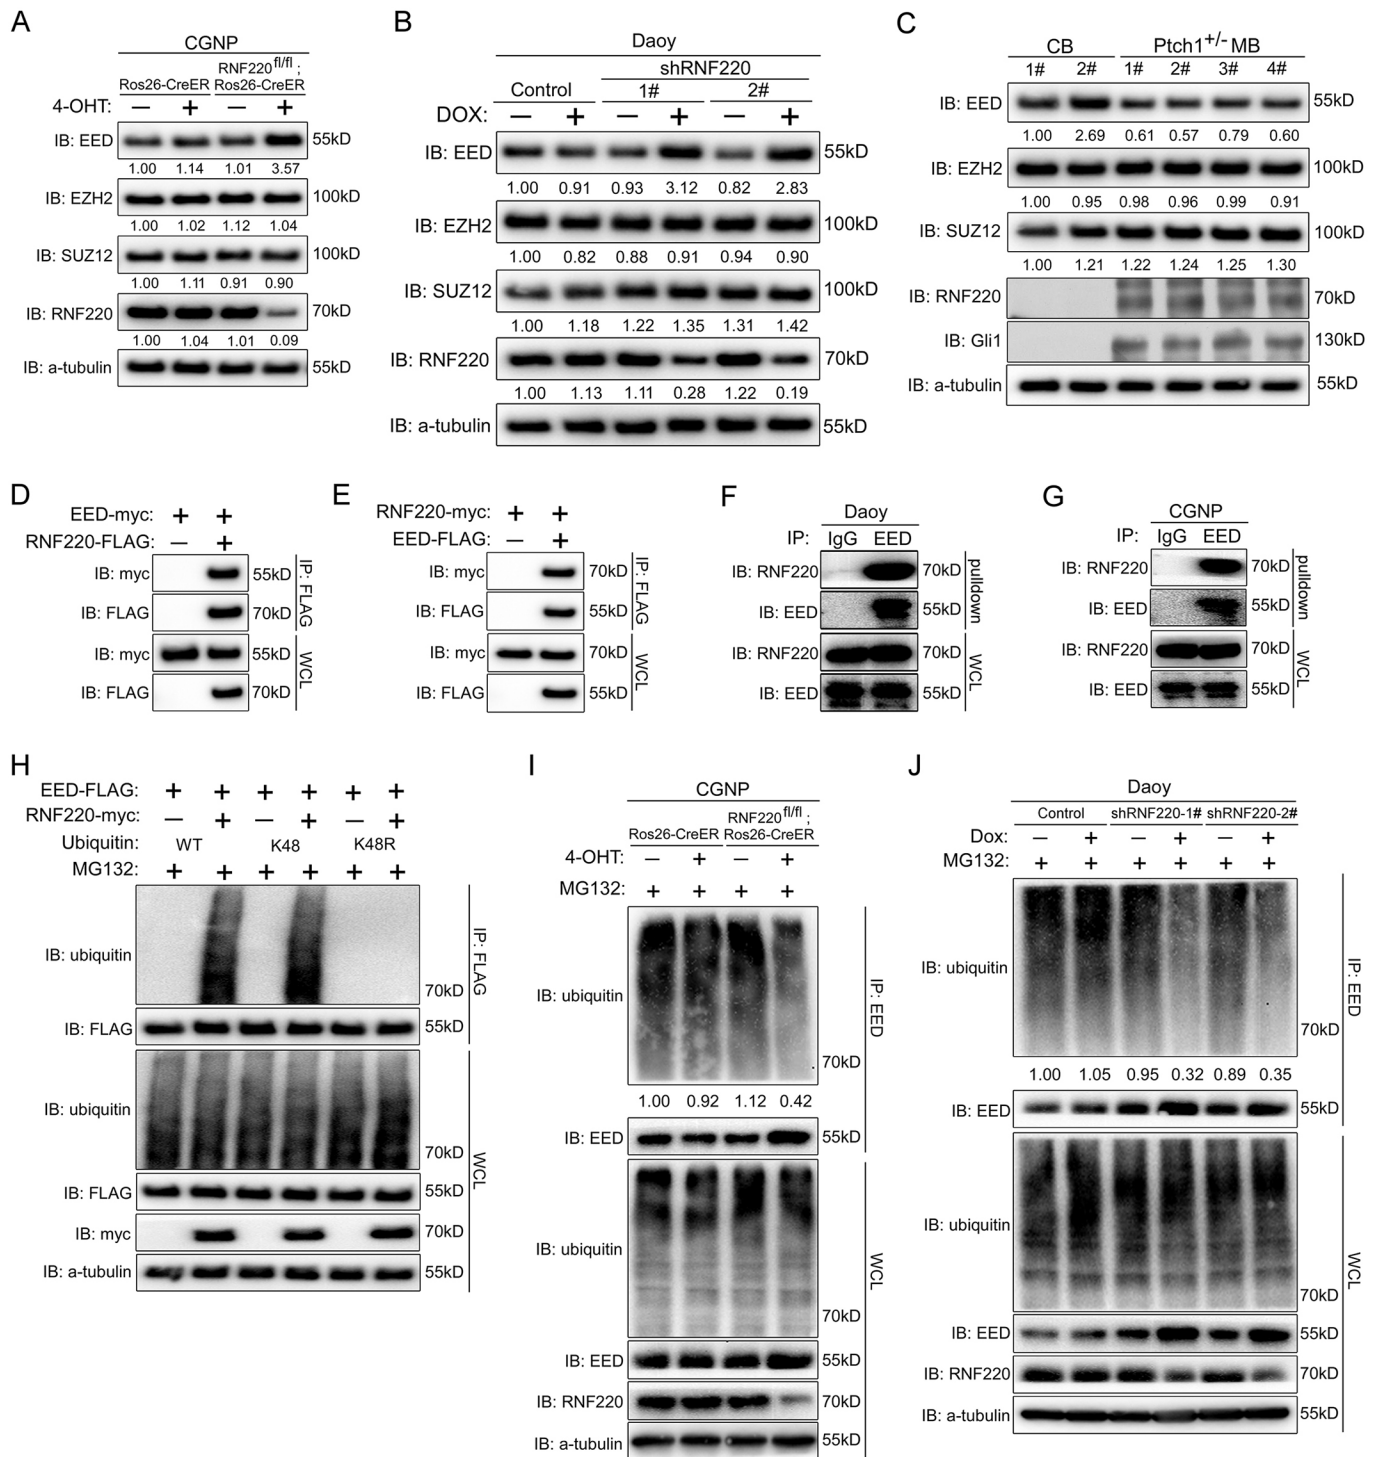 A
CGNP
Ros26-CreER
RNF220fl/fl ;
Ros26-CreER
4-OHT: — + — +
IB: EED 55kD
1.00 1.14 1.01 3.57
IB: EZH2 100kD
1.00 1.02 1.12 1.04
IB: SUZ12 100kD
1.00 1.11 0.91 0.90
IB: RNF220 70kD
1.00 1.04 1.01 0.09
IB: a-tubulin 55kD
B
Daoy
shRNF220
Control 1# 2#
DOX: — + — + — +
IB: EED 55kD
1.00 0.91 0.93 3.12 0.82 2.83
IB: EZH2 100kD
1.00 0.82 0.88 0.91 0.94 0.90
IB: SUZ12 100kD
1.00 1.18 1.22 1.35 1.31 1.42
IB: RNF220 70kD
1.00 1.13 1.11 0.28 1.22 0.19
IB: a-tubulin 55kD
C
CB Ptch1+/- MB
1# 2# 1# 2# 3# 4#
IB: EED 55kD
1.00 2.69 0.61 0.57 0.79 0.60
IB: EZH2 100kD
1.00 0.95 0.98 0.96 0.99 0.91
IB: SUZ12 100kD
1.00 1.21 1.22 1.24 1.25 1.30
IB: RNF220 70kD
IB: Gli1 130kD
IB: a-tubulin 55kD
D
EED-myc: + +
RNF220-FLAG: — +
IB: myc 55kD
IB: FLAG 70kD
IP: FLAG
IB: myc 55kD
IB: FLAG 70kD
WCL
E
RNF220-myc: + +
EED-FLAG: — +
IB: myc 70kD
IB: FLAG 55kD
IP: FLAG
IB: myc 70kD
IB: FLAG 55kD
WCL
F
Daoy
IP: IgG EED
IB: RNF220 70kD
IB: EED 55kD
pulldown
IB: RNF220 70kD
IB: EED 55kD
WCL
G
CGNP
IP: IgG EED
IB: RNF220 70kD
IB: EED 55kD
pulldown
IB: RNF220 70kD
IB: EED 55kD
WCL
H
EED-FLAG: + + + + + +
RNF220-myc: — + — + — +
Ubiquitin: WT K48 K48R
MG132: + + + + + +
IB: ubiquitin
70kD
IB: FLAG 55kD
IP: FLAG
IB: ubiquitin
70kD
IB: FLAG 55kD
IB: myc 70kD
IB: a-tubulin 55kD
WCL
I
CGNP
Ros26-CreER
RNF220fl/fl ;
Ros26-CreER
4-OHT: — + — +
MG132: + + + +
IB: ubiquitin
70kD
1.00 0.92 1.12 0.42
IB: EED 55kD
IP: EED
IB: ubiquitin
70kD
IB: EED 55kD
IB: RNF220 70kD
IB: a-tubulin 55kD
WCL
J
Daoy
Control shRNF220-1# shRNF220-2#
Dox: — + — + — +
MG132: + + + + + +
IB: ubiquitin
70kD
1.00 1.05 0.95 0.32 0.89 0.35
IB: EED 55kD
IP: EED
IB: ubiquitin
70kD
IB: EED 55kD
IB: RNF220 70kD
IB: a-tubulin 55kD
WCL